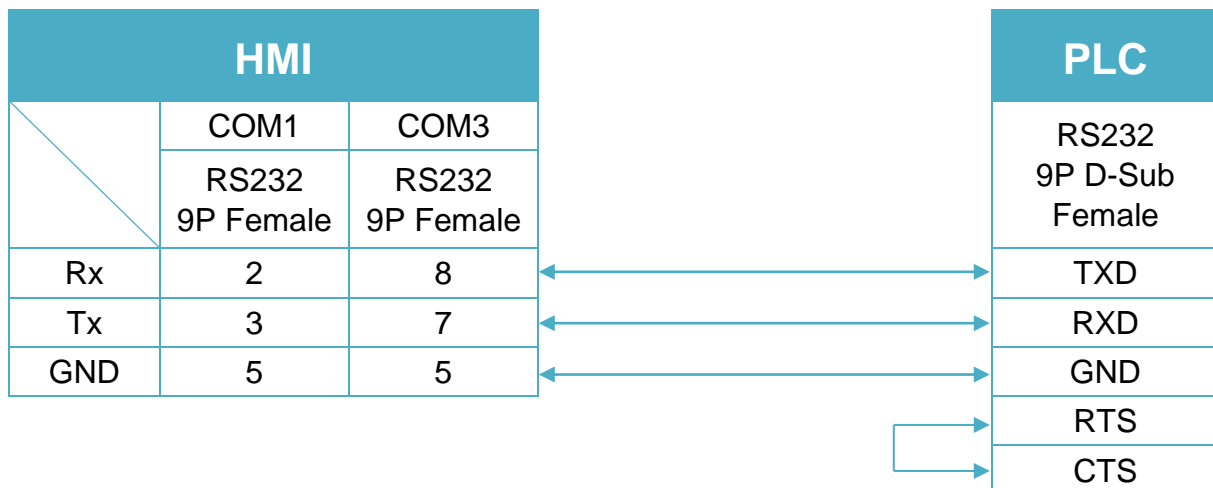 HMI
PLC
COM1 COM3
RS232
9P D-Sub
Female
RS232
9P Female
RS232
9P Female
Rx 2 8 TXD
Tx 3 7 RXD
GND 5 5 GND
RTS
CTS